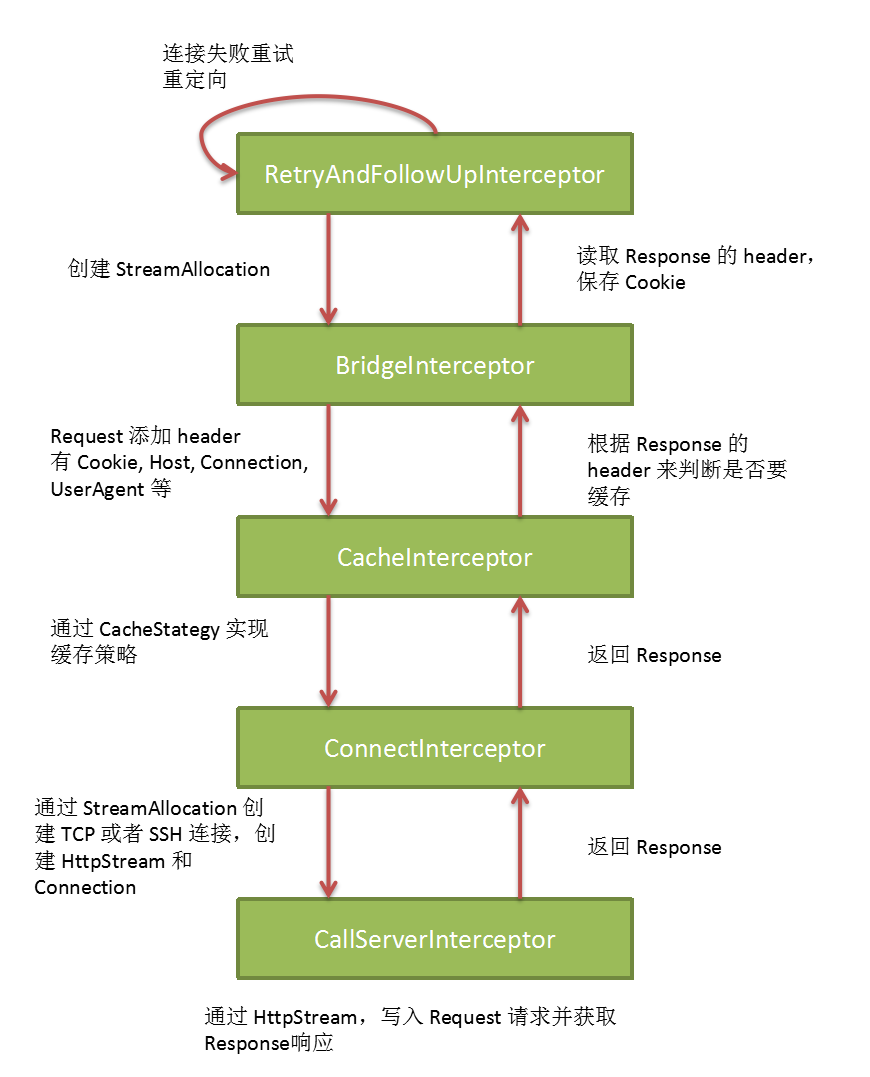 连接失败重试
重定向
RetryAndFollowUpInterceptor
创建 StreamAllocation
读取 Response 的 header，
保存 Cookie
BridgeInterceptor
Request 添加 header
有 Cookie, Host, Connection,
UserAgent 等
根据 Response 的
header 来判断是否要
缓存
CacheInterceptor
通过 CacheStategy 实现
缓存策略
返回 Response
ConnectInterceptor
通过 StreamAllocation 创
建 TCP 或者 SSH 连接，创
建 HttpStream 和
Connection
返回 Response
CallServerInterceptor
通过 HttpStream，写入 Request 请求并获取
Response响应